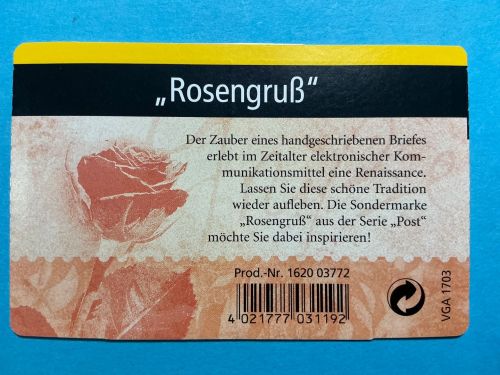 „Rosengruß“
Der Zauber eines handgeschriebenen Briefes
erlebt im Zeitalter elektronischer Kom-
munikationsmittel eine Renaissance.
Lassen Sie diese schöne Tradition
wieder aufleben. Die Sondermarke
„Rosengruß“ aus der Serie „Post“
möchte Sie dabei inspirieren!
Prod.-Nr. 1620 03772
4 021777 031192
VGA 1703